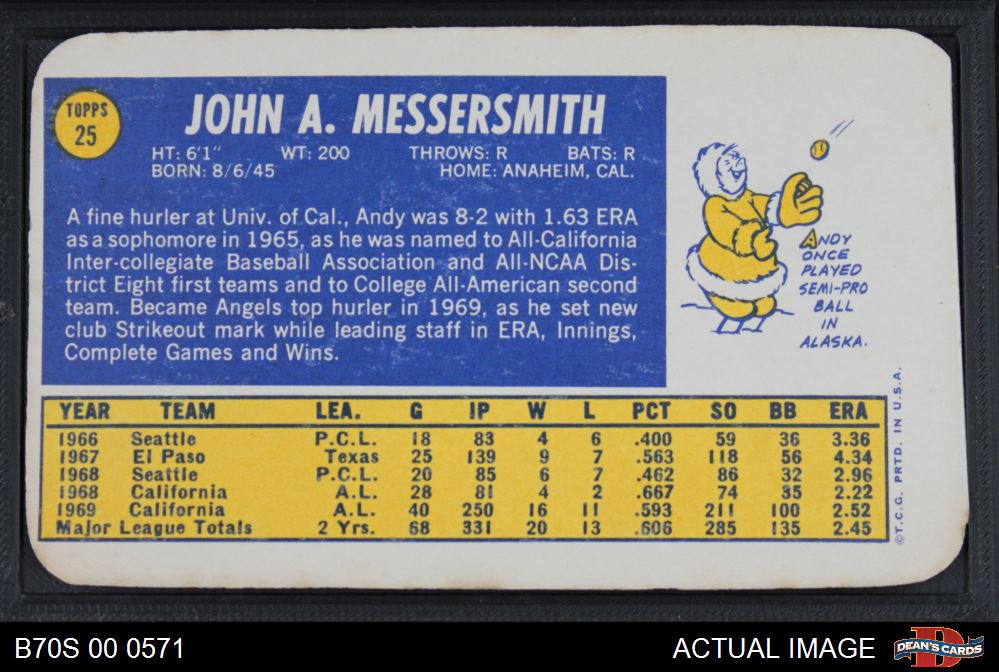 TOPPS
25
JOHN A. MESSERSMITH
HT: 6'1" WT: 200 THROWS: R BATS: R
BORN: 8/6/45 HOME: ANAHEIM, CAL.
A fine hurler at Univ. of Cal., Andy was 8-2 with 1.63 ERA
as a sophomore in 1965, as he was named to All-California
Inter-collegiate Baseball Association and All-NCAA Dis-
trict Eight first teams and to College All-American second
team. Became Angels top hurler in 1969, as he set new
club Strikeout mark while leading staff in ERA, Innings,
Complete Games and Wins.
ANDY
ONCE
PLAYED
SEMI-PRO
BALL
IN
ALASKA.
YEAR TEAM LEA. G IP W L PCT SO BB ERA
1966 Seattle P.C.L. 18 83 4 6 .400 59 36 3.36
1967 El Paso Texas 25 139 9 7 .563 118 56 4.34
1968 Seattle P.C.L. 20 85 6 7 .462 86 32 2.96
1968 California A.L. 28 81 4 2 .667 74 35 2.22
1969 California A.L. 40 250 16 11 .593 211 100 2.52
Major League Totals 2 Yrs. 68 331 20 13 .606 285 135 2.45
©T.C.G. PRTD. IN U.S.A.
B70S 00 0571
ACTUAL IMAGE
DEAN'S CARDS